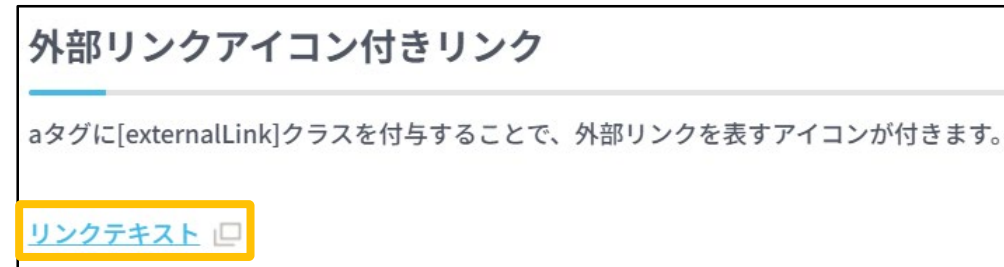 外部リンクアイコン付きリンク
aタグに[externalLink]クラスを付与することで、外部リンクを表すアイコンが付きます。
リンクテキスト